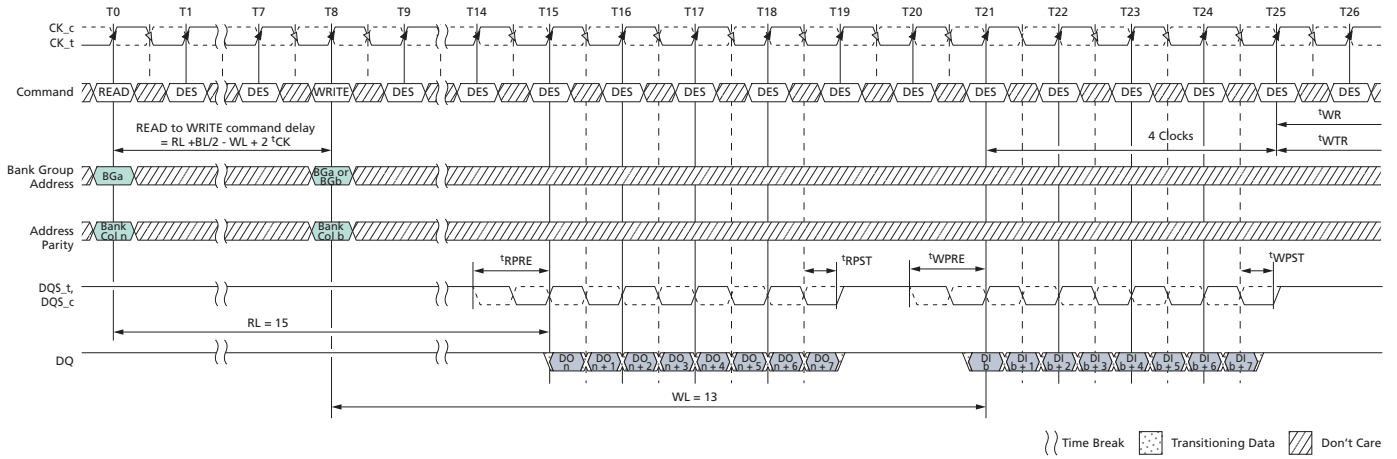 T0 T1 T7 T8 T9 T14 T15 T16 T17 T18 T19 T20 T21 T22 T23 T24 T25 T26
CK_c
CK_t
Command READ DES DES WRITE DES DES DES DES DES DES DES DES DES DES DES DES DES DES
READ to WRITE command delay
= RL +BL/2 - WL + 2 tCK
4 Clocks
tWR
tWTR
Bank Group
Address
BGa
BGa or
BGb
Address
Parity
Bank
Col n
Bank
Col b
tRPRE tRPST tWPRE tWPST
DQS_t,
DQS_c
RL = 15
DQ
DO
n
DO
n + 1
DO
n + 2
DO
n + 3
DO
n + 4
DO
n + 5
DO
n + 6
DO
n + 7
DI
b
DI
b + 1
DI
b + 2
DI
b + 3
DI
b + 4
DI
b + 5
DI
b + 6
DI
b + 7
WL = 13
Time Break Transitioning Data Don't Care